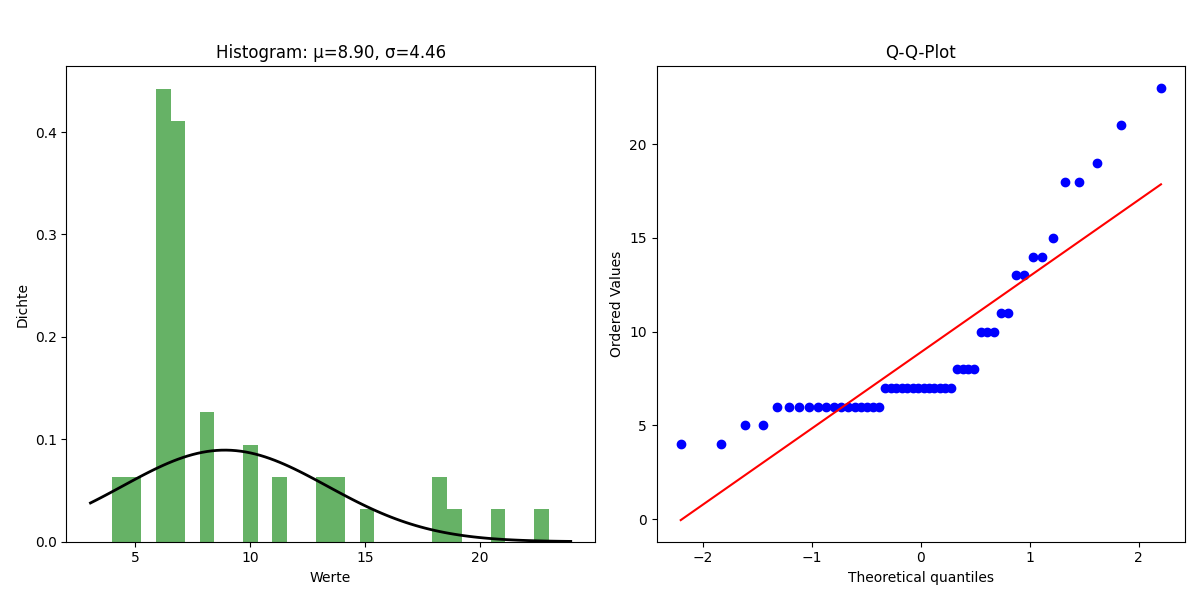 Histogram: μ=8.90, σ=4.46
Dichte
0.4
0.3
0.2
0.1
0.0
5 10 15 20
Werte
Q-Q-Plot
Ordered Values
20
15
10
5
0
−2 −1 0 1 2
Theoretical quantiles